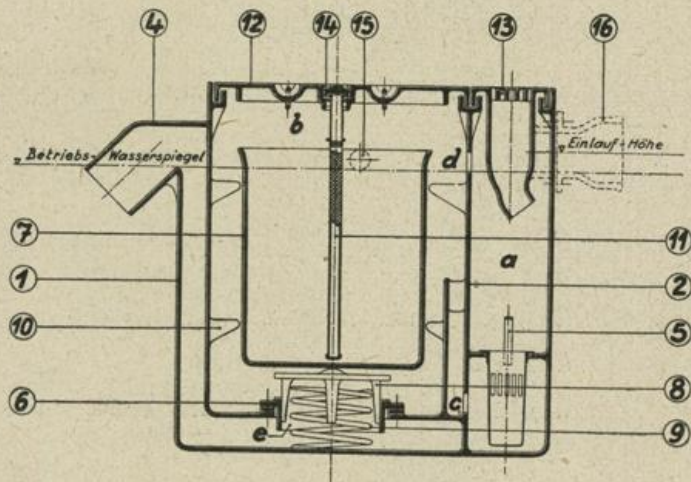 4 12 14 15 13 16
b
Betriebs-Wasserspiegel d Einlauf-Höhe
7 11
a
1 2
10 5
8
6 c
e 9